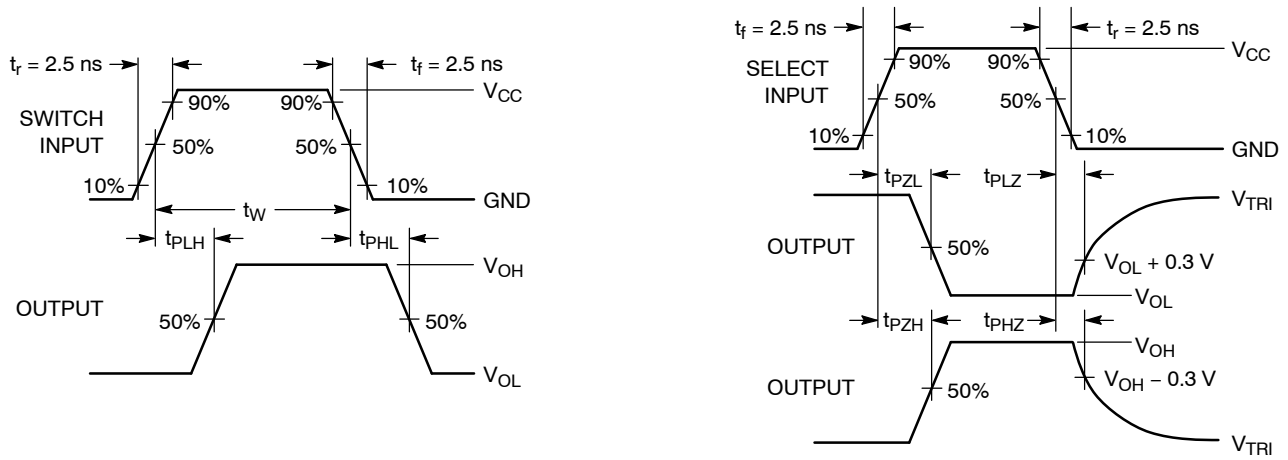 t_r = 2.5 ns
t_f = 2.5 ns
V_CC
SWITCH
INPUT
90%
90%
50%
50%
10%
10%
GND
t_W
t_PLH
t_PHL
V_OH
OUTPUT
50%
50%
V_OL
t_f = 2.5 ns
t_r = 2.5 ns
V_CC
SELECT
INPUT
90%
90%
50%
50%
10%
10%
GND
t_PZL
t_PLZ
V_TRI
OUTPUT
50%
V_OL + 0.3 V
V_OL
t_PZH
t_PHZ
V_OH
OUTPUT
50%
V_OH − 0.3 V
V_TRI